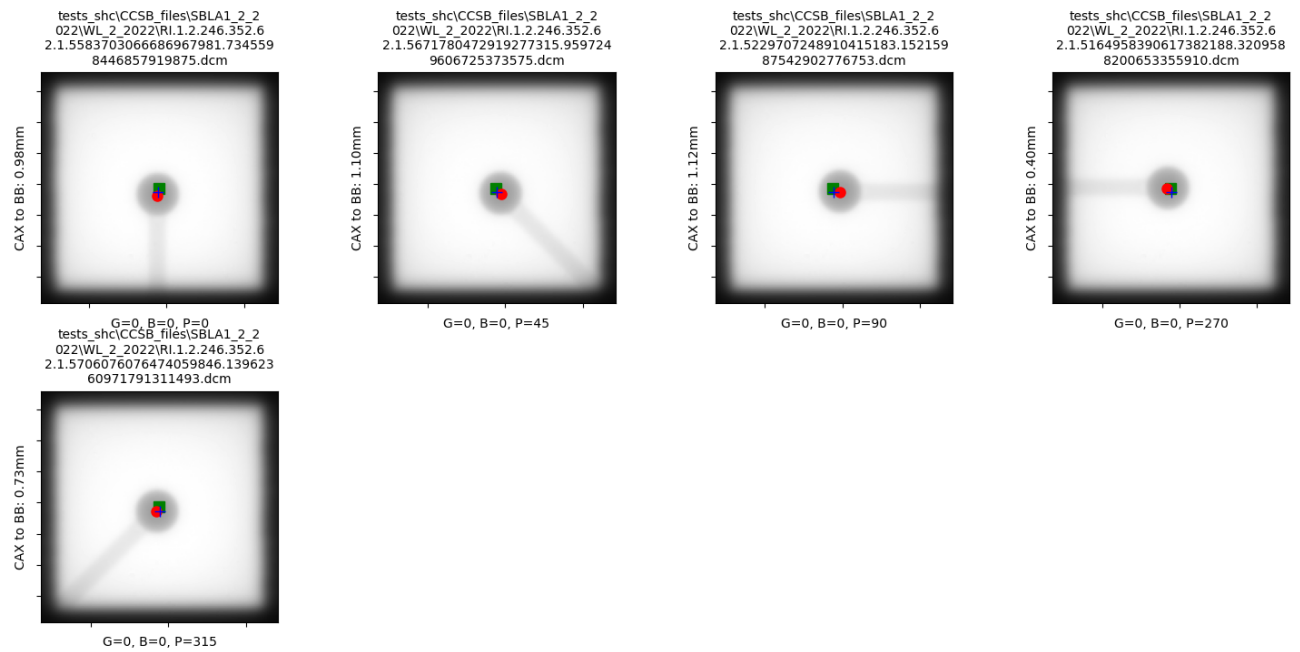 tests_shc\CCSB_files\SBLA1_2_2
022\WL_2_2022\RI.1.2.246.352.6
2.1.5583703066686967981.734559
8446857919875.dcm
CAX to BB: 0.98mm
G=0, B=0, P=0
tests_shc\CCSB_files\SBLA1_2_2
022\WL_2_2022\RI.1.2.246.352.6
2.1.5671780472919277315.959724
9606725373575.dcm
CAX to BB: 1.10mm
G=0, B=0, P=45
tests_shc\CCSB_files\SBLA1_2_2
022\WL_2_2022\RI.1.2.246.352.6
2.1.5229707248910415183.152159
87542902776753.dcm
CAX to BB: 1.12mm
G=0, B=0, P=90
tests_shc\CCSB_files\SBLA1_2_2
022\WL_2_2022\RI.1.2.246.352.6
2.1.5164958390617382188.320958
8200653355910.dcm
CAX to BB: 0.40mm
G=0, B=0, P=270
tests_shc\CCSB_files\SBLA1_2_2
022\WL_2_2022\RI.1.2.246.352.6
2.1.5706076076474059846.139623
60971791311493.dcm
CAX to BB: 0.73mm
G=0, B=0, P=315